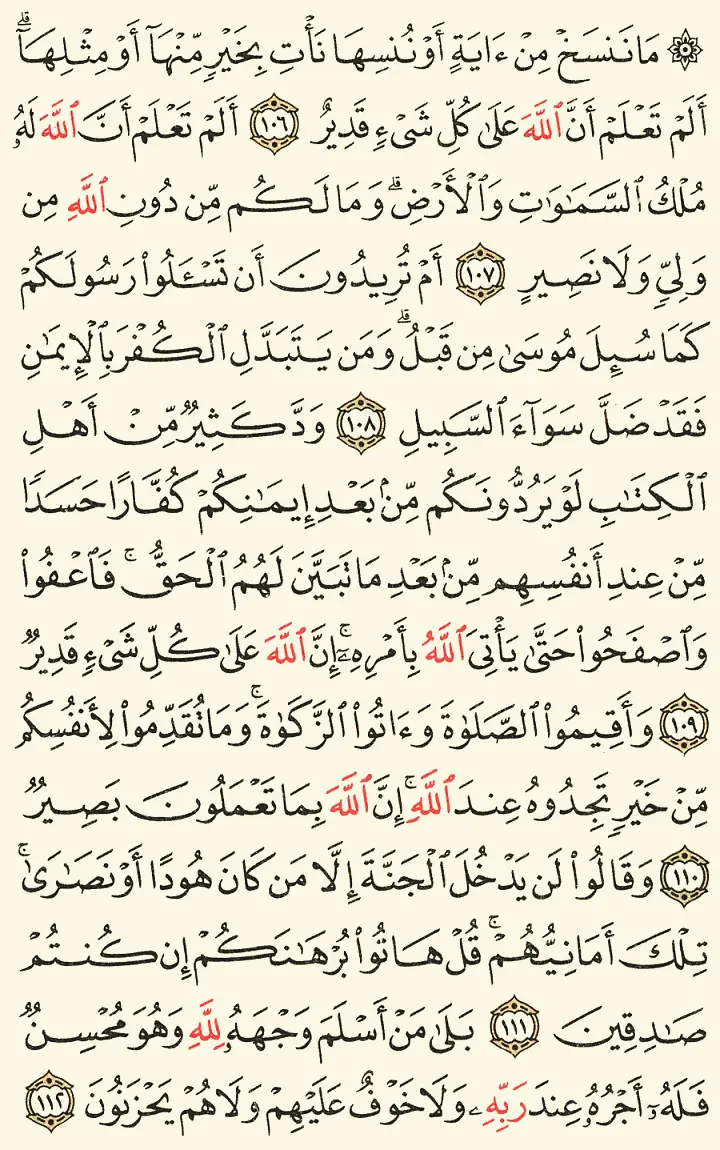 ۞ مَا نَنسَخْ مِنْ ءَايَةٍ أَوْ نُنسِهَا نَأْتِ بِخَيْرٍ مِّنْهَآ أَوْ مِثْلِهَآ ۗ
أَلَمْ تَعْلَمْ أَنَّ ٱللَّهَ عَلَىٰ كُلِّ شَىْءٍ قَدِيرٌ ١٠٦ أَلَمْ تَعْلَمْ أَنَّ ٱللَّهَ لَهُۥ
مُلْكُ ٱلسَّمَـٰوَٰتِ وَٱلْأَرْضِ ۗ وَمَا لَكُم مِّن دُونِ ٱللَّهِ مِن
وَلِىٍّ وَلَا نَصِيرٍ ١٠٧ أَمْ تُرِيدُونَ أَن تَسْـَٔلُوا۟ رَسُولَكُمْ
كَمَا سُئِلَ مُوسَىٰ مِن قَبْلُ ۗ وَمَن يَتَبَدَّلِ ٱلْكُفْرَ بِٱلْإِيمَـٰنِ
فَقَدْ ضَلَّ سَوَآءَ ٱلسَّبِيلِ ١٠٨ وَدَّ كَثِيرٌ مِّنْ أَهْلِ
ٱلْكِتَـٰبِ لَوْ يَرُدُّونَكُم مِّنۢ بَعْدِ إِيمَـٰنِكُمْ كُفَّارًا حَسَدًا
مِّنْ عِندِ أَنفُسِهِم مِّنۢ بَعْدِ مَا تَبَيَّنَ لَهُمُ ٱلْحَقُّ ۖ فَٱعْفُوا۟
وَٱصْفَحُوا۟ حَتَّىٰ يَأْتِىَ ٱللَّهُ بِأَمْرِهِۦٓ ۗ إِنَّ ٱللَّهَ عَلَىٰ كُلِّ شَىْءٍ قَدِيرٌ
١٠٩ وَأَقِيمُوا۟ ٱلصَّلَوٰةَ وَءَاتُوا۟ ٱلزَّكَوٰةَ ۚ وَمَا تُقَدِّمُوا۟ لِأَنفُسِكُم
مِّنْ خَيْرٍ تَجِدُوهُ عِندَ ٱللَّهِ ۗ إِنَّ ٱللَّهَ بِمَا تَعْمَلُونَ بَصِيرٌ
١١٠ وَقَالُوا۟ لَن يَدْخُلَ ٱلْجَنَّةَ إِلَّا مَن كَانَ هُودًا أَوْ نَصَـٰرَىٰ ۗ
تِلْكَ أَمَانِيُّهُمْ ۗ قُلْ هَاتُوا۟ بُرْهَـٰنَكُمْ إِن كُنتُمْ
صَـٰدِقِينَ ١١١ بَلَىٰ مَنْ أَسْلَمَ وَجْهَهُۥ لِلَّهِ وَهُوَ مُحْسِنٌ
فَلَهُۥٓ أَجْرُهُۥ عِندَ رَبِّهِۦ وَلَا خَوْفٌ عَلَيْهِمْ وَلَا هُمْ يَحْزَنُونَ ١١٢